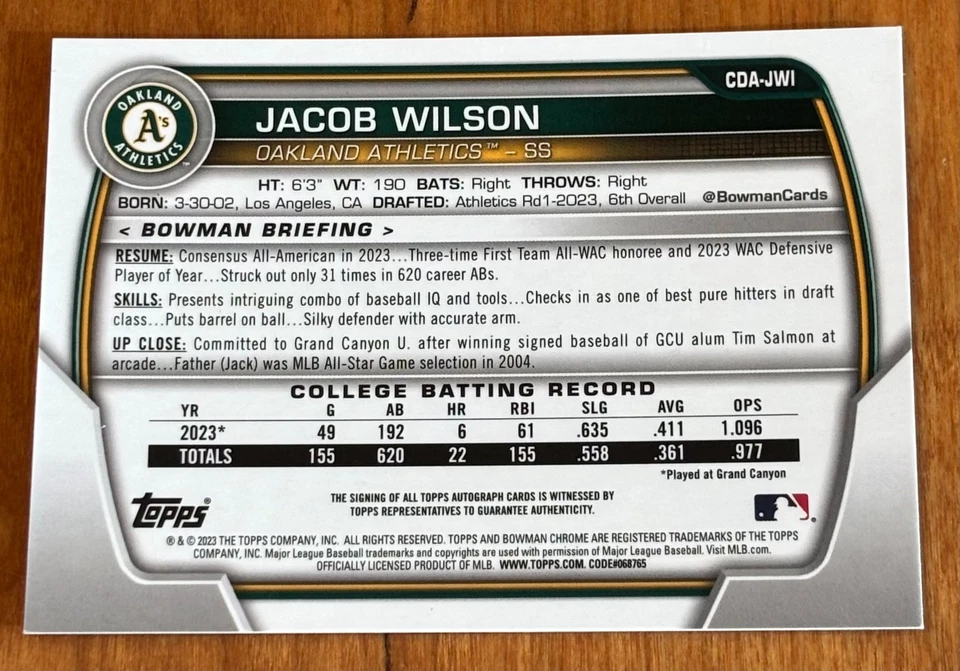 CDA-JWI
OAKLAND
A's
ATHLETICS™
JACOB WILSON
OAKLAND ATHLETICS™ – SS
HT: 6'3" WT: 190 BATS: Right THROWS: Right
BORN: 3-30-02, Los Angeles, CA DRAFTED: Athletics Rd1-2023, 6th Overall @BowmanCards
< BOWMAN BRIEFING >
RESUME: Consensus All-American in 2023...Three-time First Team All-WAC honoree and 2023 WAC Defensive
Player of Year...Struck out only 31 times in 620 career ABs.
SKILLS: Presents intriguing combo of baseball IQ and tools...Checks in as one of best pure hitters in draft
class...Puts barrel on ball...Silky defender with accurate arm.
UP CLOSE: Committed to Grand Canyon U. after winning signed baseball of GCU alum Tim Salmon at
arcade...Father (Jack) was MLB All-Star Game selection in 2004.
COLLEGE BATTING RECORD
YR G AB HR RBI SLG AVG OPS
2023* 49 192 6 61 .635 .411 1.096
TOTALS 155 620 22 155 .558 .361 .977
*Played at Grand Canyon
Topps®
THE SIGNING OF ALL TOPPS AUTOGRAPH CARDS IS WITNESSED BY
TOPPS REPRESENTATIVES TO GUARANTEE AUTHENTICITY.
® & © 2023 THE TOPPS COMPANY, INC. ALL RIGHTS RESERVED. TOPPS AND BOWMAN CHROME ARE REGISTERED TRADEMARKS OF THE TOPPS
COMPANY, INC. Major League Baseball trademarks and copyrights are used with permission of Major League Baseball. Visit MLB.com.
OFFICIALLY LICENSED PRODUCT OF MLB. WWW.TOPPS.COM. CODE#068765